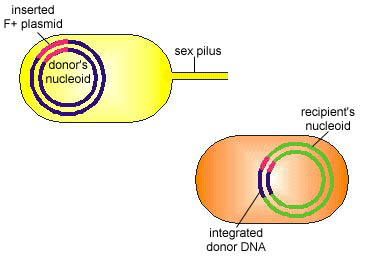 inserted
F+ plasmid
donor's
nucleoid
sex pilus
recipient's
nucleoid
integrated
donor DNA